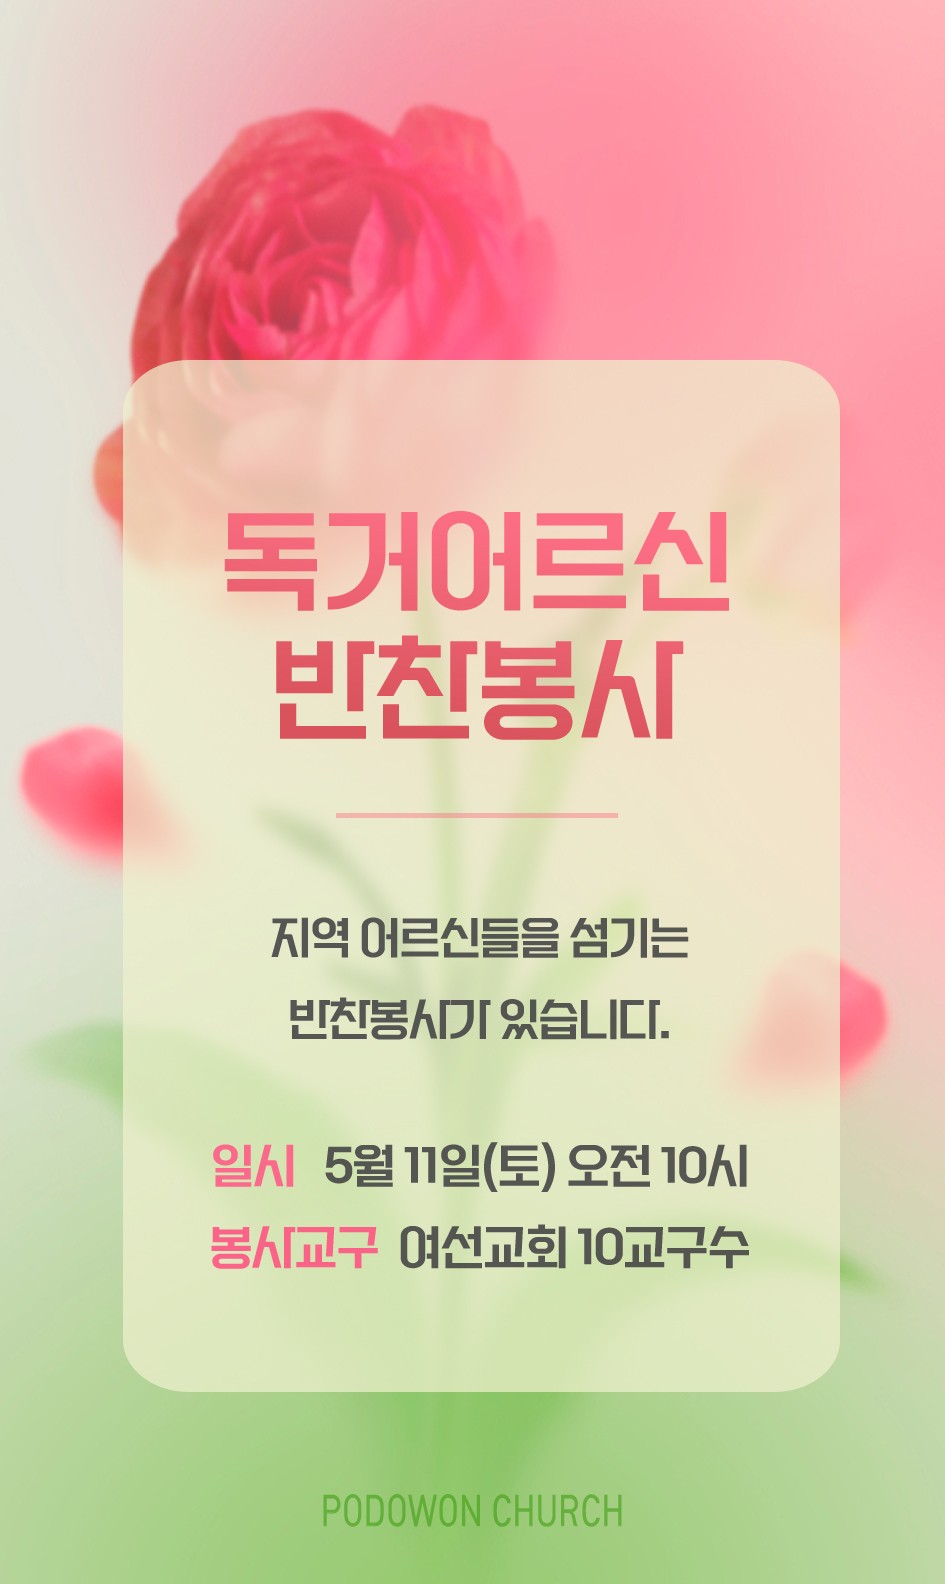 독거어르신
반찬봉사
지역 어르신들을 섬기는
반찬봉사가 있습니다.
일시 5월 11일(토) 오전 10시
봉사교구 여선교회 10교구수
PODOWON CHURCH